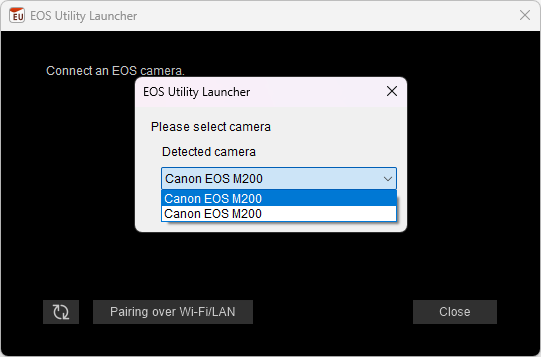 EU EOS Utility Launcher
Connect an EOS camera.
EOS Utility Launcher
Please select camera
Detected camera
Canon EOS M200
Canon EOS M200
Canon EOS M200
Pairing over Wi-Fi/LAN
Close